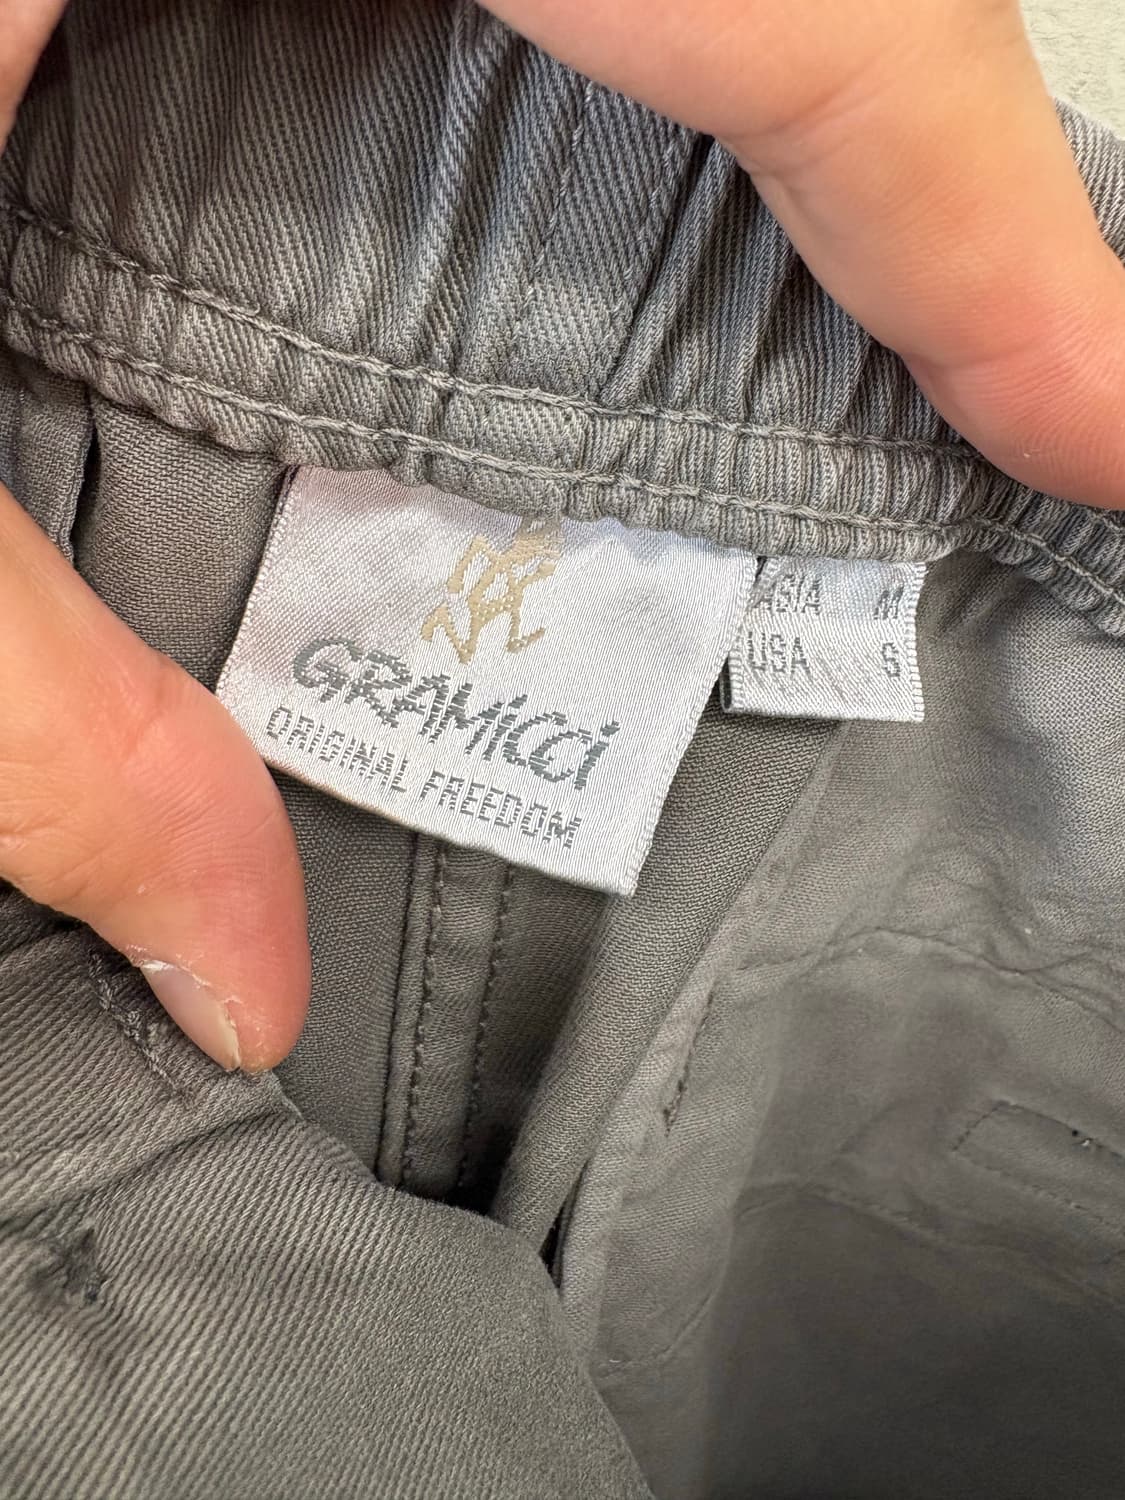 GRAMiCCi
ORIGINAL FREEDOM
ASIA M
USA S